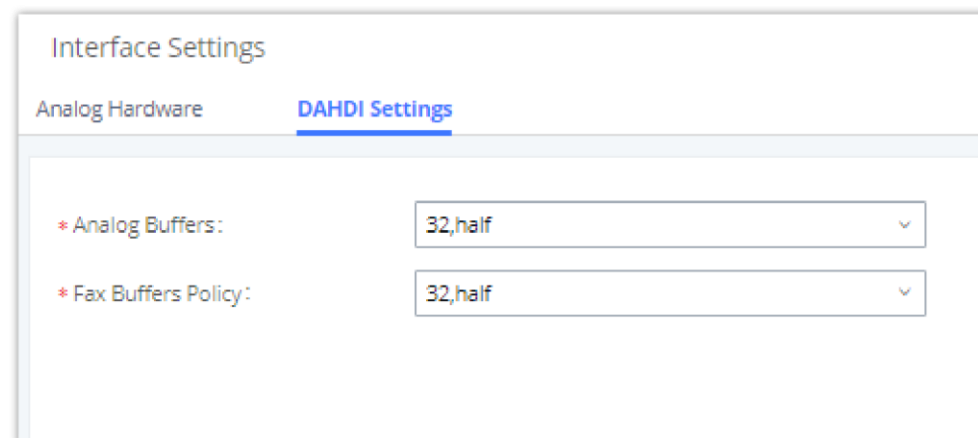 Interface Settings
Analog Hardware DAHDI Settings
* Analog Buffers: 32,half
* Fax Buffers Policy: 32,half